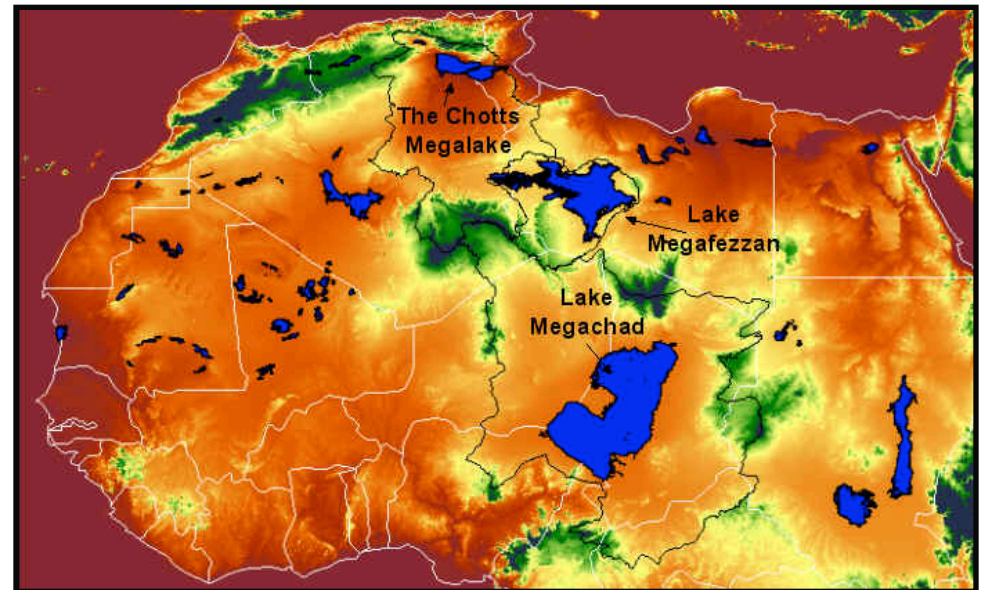 The Chotts
Megalake
Lake
Megafezzan
Lake
Megachad